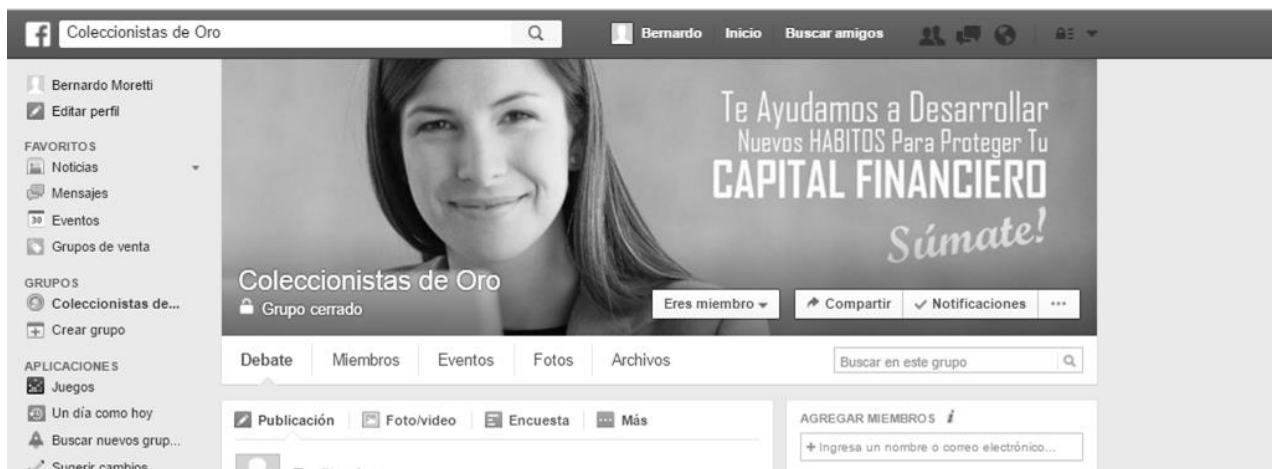 f Coleccionistas de Oro Bernardo Inicio Buscar amigos
Bernardo Moretti
Editar perfil
FAVORITOS
Noticias
Mensajes
30 Eventos
Grupos de venta
GRUPOS
Coleccionistas de...
Crear grupo
APLICACIONES
Juegos
Un día como hoy
Buscar nuevos grup...
Sugerir cambios
Te Ayudamos a Desarrollar
Nuevos HABITOS Para Proteger Tu
CAPITAL FINANCIERO
Súmate!
Coleccionistas de Oro
Grupo cerrado
Eres miembro Compartir Notificaciones ...
Debate Miembros Eventos Fotos Archivos Buscar en este grupo
Publicación Foto/video Encuesta Más
AGREGAR MIEMBROS i
+ Ingresa un nombre o correo electrónico...